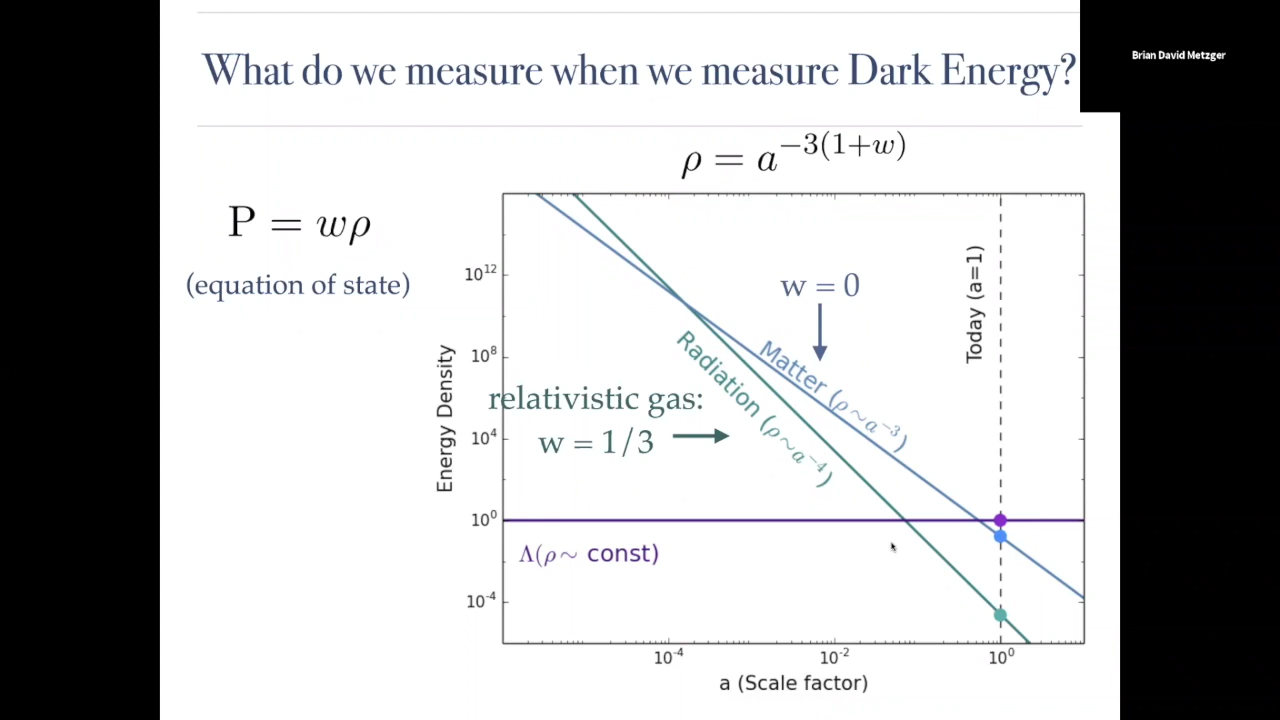 What do we measure when we measure Dark Energy?
Brian David Metzger
ρ = a^{-3(1+w)}
P = wρ
(equation of state)
w = 0
Today (a=1)
Matter (ρ~a^{-3})
Radiation (ρ~a^{-4})
relativistic gas:
w = 1/3
Λ(ρ~ const)
Energy Density
10^{12}
10^{8}
10^{4}
10^{0}
10^{-4}
10^{-4} 10^{-2} 10^{0}
a (Scale factor)